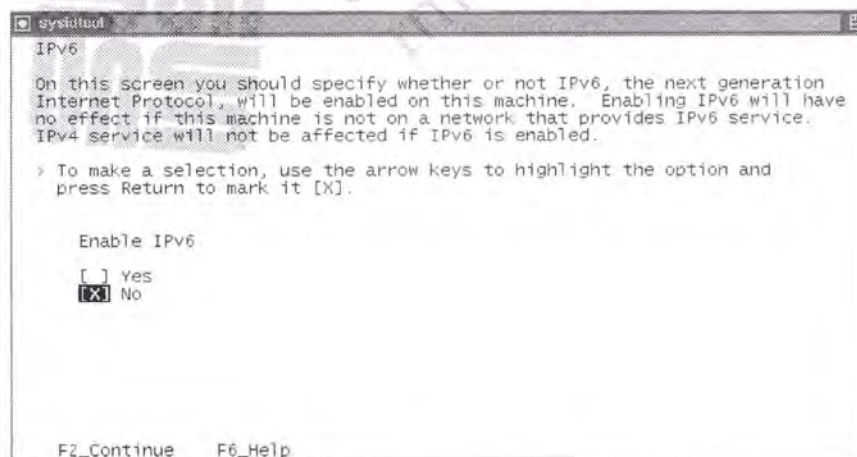 sysidtool
IPv6
On this screen you should specify whether or not IPv6, the next generation
Internet Protocol, will be enabled on this machine.  Enabling IPv6 will have
no effect if this machine is not on a network that provides IPv6 service.
IPv4 service will not be affected if IPv6 is enabled.
> To make a selection, use the arrow keys to highlight the option and
press Return to mark it [X].
Enable IPv6
[ ] Yes
[X] No
F2_Continue    F6_Help